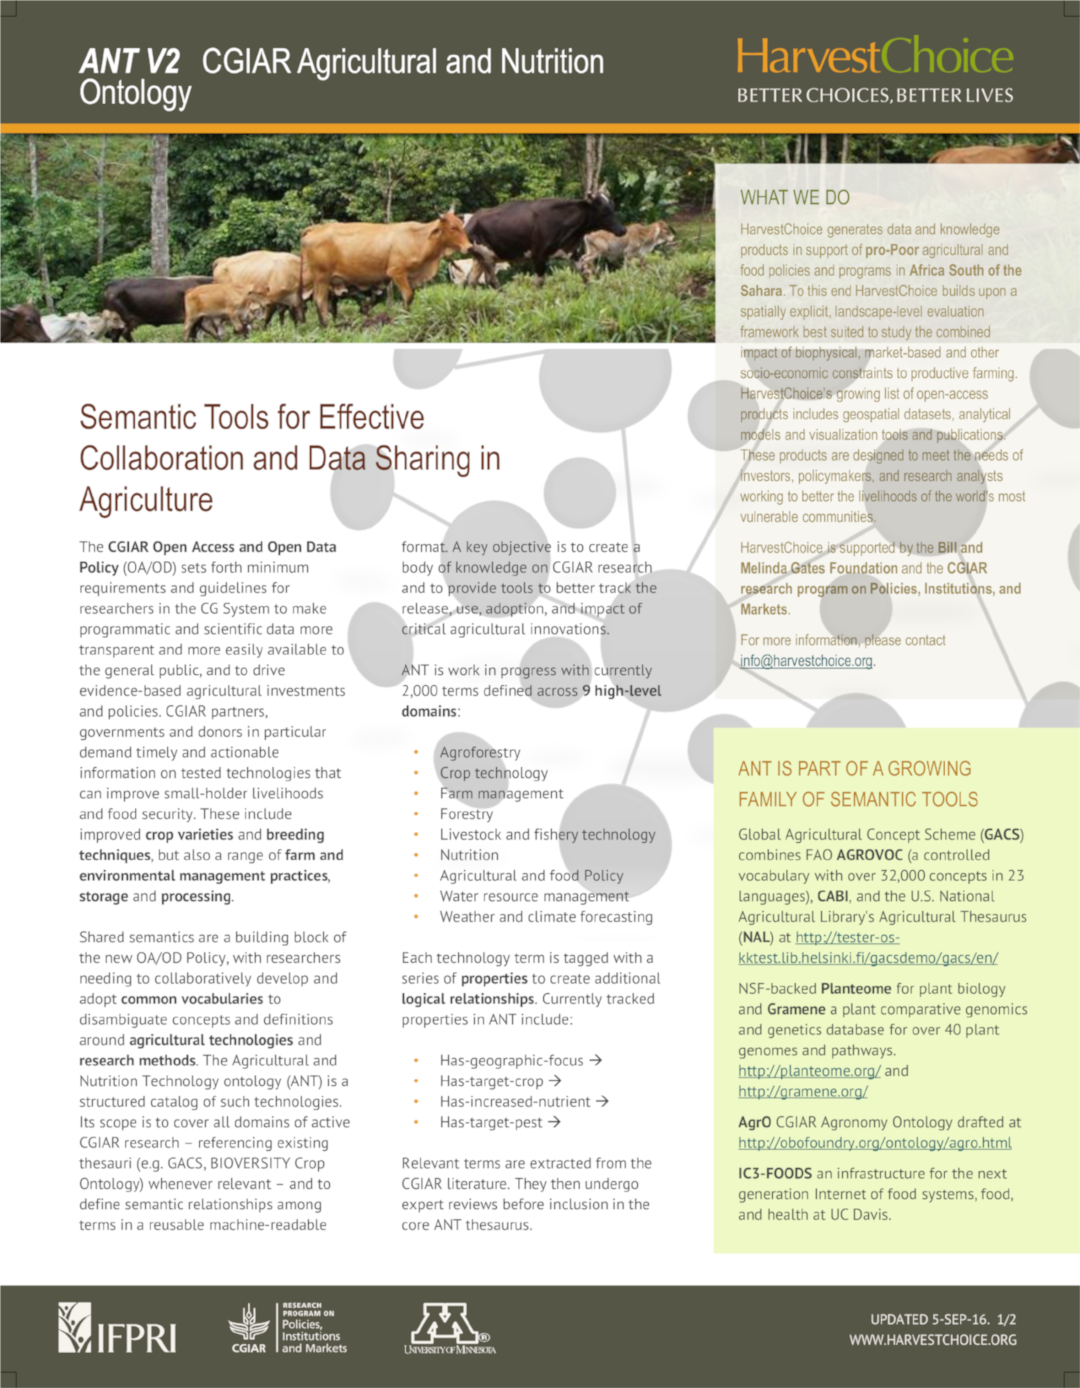 ANT V2 CGIAR Agricultural and Nutrition
Ontology
HarvestChoice
BETTER CHOICES, BETTER LIVES
WHAT WE DO
HarvestChoice generates data and knowledge
products in support of pro-Poor agricultural and
food policies and programs in Africa South of the
Sahara. To this end HarvestChoice builds upon a
spatially explicit, landscape-level evaluation
framework best suited to study the combined
impact of biophysical, market-based and other
socio-economic constraints to productive farming.
HarvestChoice's growing list of open-access
products includes geospatial datasets, analytical
models and visualization tools and publications.
These products are designed to meet the needs of
investors, policymakers, and research analysts
working to better the livelihoods of the world's most
vulnerable communities.
HarvestChoice is supported by the Bill and
Melinda Gates Foundation and the CGIAR
research program on Policies, Institutions, and
Markets.
For more information, please contact
info@harvestchoice.org.
Semantic Tools for Effective
Collaboration and Data Sharing in
Agriculture
The CGIAR Open Access and Open Data
Policy (OA/OD) sets forth minimum
requirements and guidelines for
researchers in the CG System to make
programmatic and scientific data more
transparent and more easily available to
the general public, and to drive
evidence-based agricultural investments
and policies. CGIAR partners,
governments and donors in particular
demand timely and actionable
information on tested technologies that
can improve small-holder livelihoods
and food security. These include
improved crop varieties and breeding
techniques, but also a range of farm and
environmental management practices,
storage and processing.
Shared semantics are a building block of
the new OA/OD Policy, with researchers
needing to collaboratively develop and
adopt common vocabularies to
disambiguate concepts and definitions
around agricultural technologies and
research methods. The Agricultural and
Nutrition Technology ontology (ANT) is a
structured catalog of such technologies.
Its scope is to cover all domains of active
CGIAR research – referencing existing
thesauri (e.g. GACS, BIOVERSITY Crop
Ontology) whenever relevant – and to
define semantic relationships among
terms in a reusable machine-readable
format. A key objective is to create a
body of knowledge on CGIAR research
and to provide tools to better track the
release, use, adoption, and impact of
critical agricultural innovations.
ANT is work in progress with currently
2,000 terms defined across 9 high-level
domains:
• Agroforestry
• Crop technology
• Farm management
• Forestry
• Livestock and fishery technology
• Nutrition
• Agricultural and food Policy
• Water resource management
• Weather and climate forecasting
Each technology term is tagged with a
series of properties to create additional
logical relationships. Currently tracked
properties in ANT include:
• Has-geographic-focus →
• Has-target-crop →
• Has-increased-nutrient →
• Has-target-pest →
Relevant terms are extracted from the
CGIAR literature. They then undergo
expert reviews before inclusion in the
core ANT thesaurus.
ANT IS PART OF A GROWING
FAMILY OF SEMANTIC TOOLS
Global Agricultural Concept Scheme (GACS)
combines FAO AGROVOC (a controlled
vocabulary with over 32,000 concepts in 23
languages), CABI, and the U.S. National
Agricultural Library's Agricultural Thesaurus
(NAL) at http://tester-os-
kktest.lib.helsinki.fi/gacsdemo/gacs/en/
NSF-backed Planteome for plant biology
and Gramene a plant comparative genomics
and genetics database for over 40 plant
genomes and pathways.
http://planteome.org/ and
http://gramene.org/
AgrO CGIAR Agronomy Ontology drafted at
http://obofoundry.org/ontology/agro.html
IC3-FOODS an infrastructure for the next
generation Internet of food systems, food,
and health at UC Davis.
IFPRI
CGIAR
RESEARCH
PROGRAM ON
Policies,
Institutions
and Markets
M®
UNIVERSITY OF MINNESOTA
UPDATED 5-SEP-16. 1/2
WWW.HARVESTCHOICE.ORG